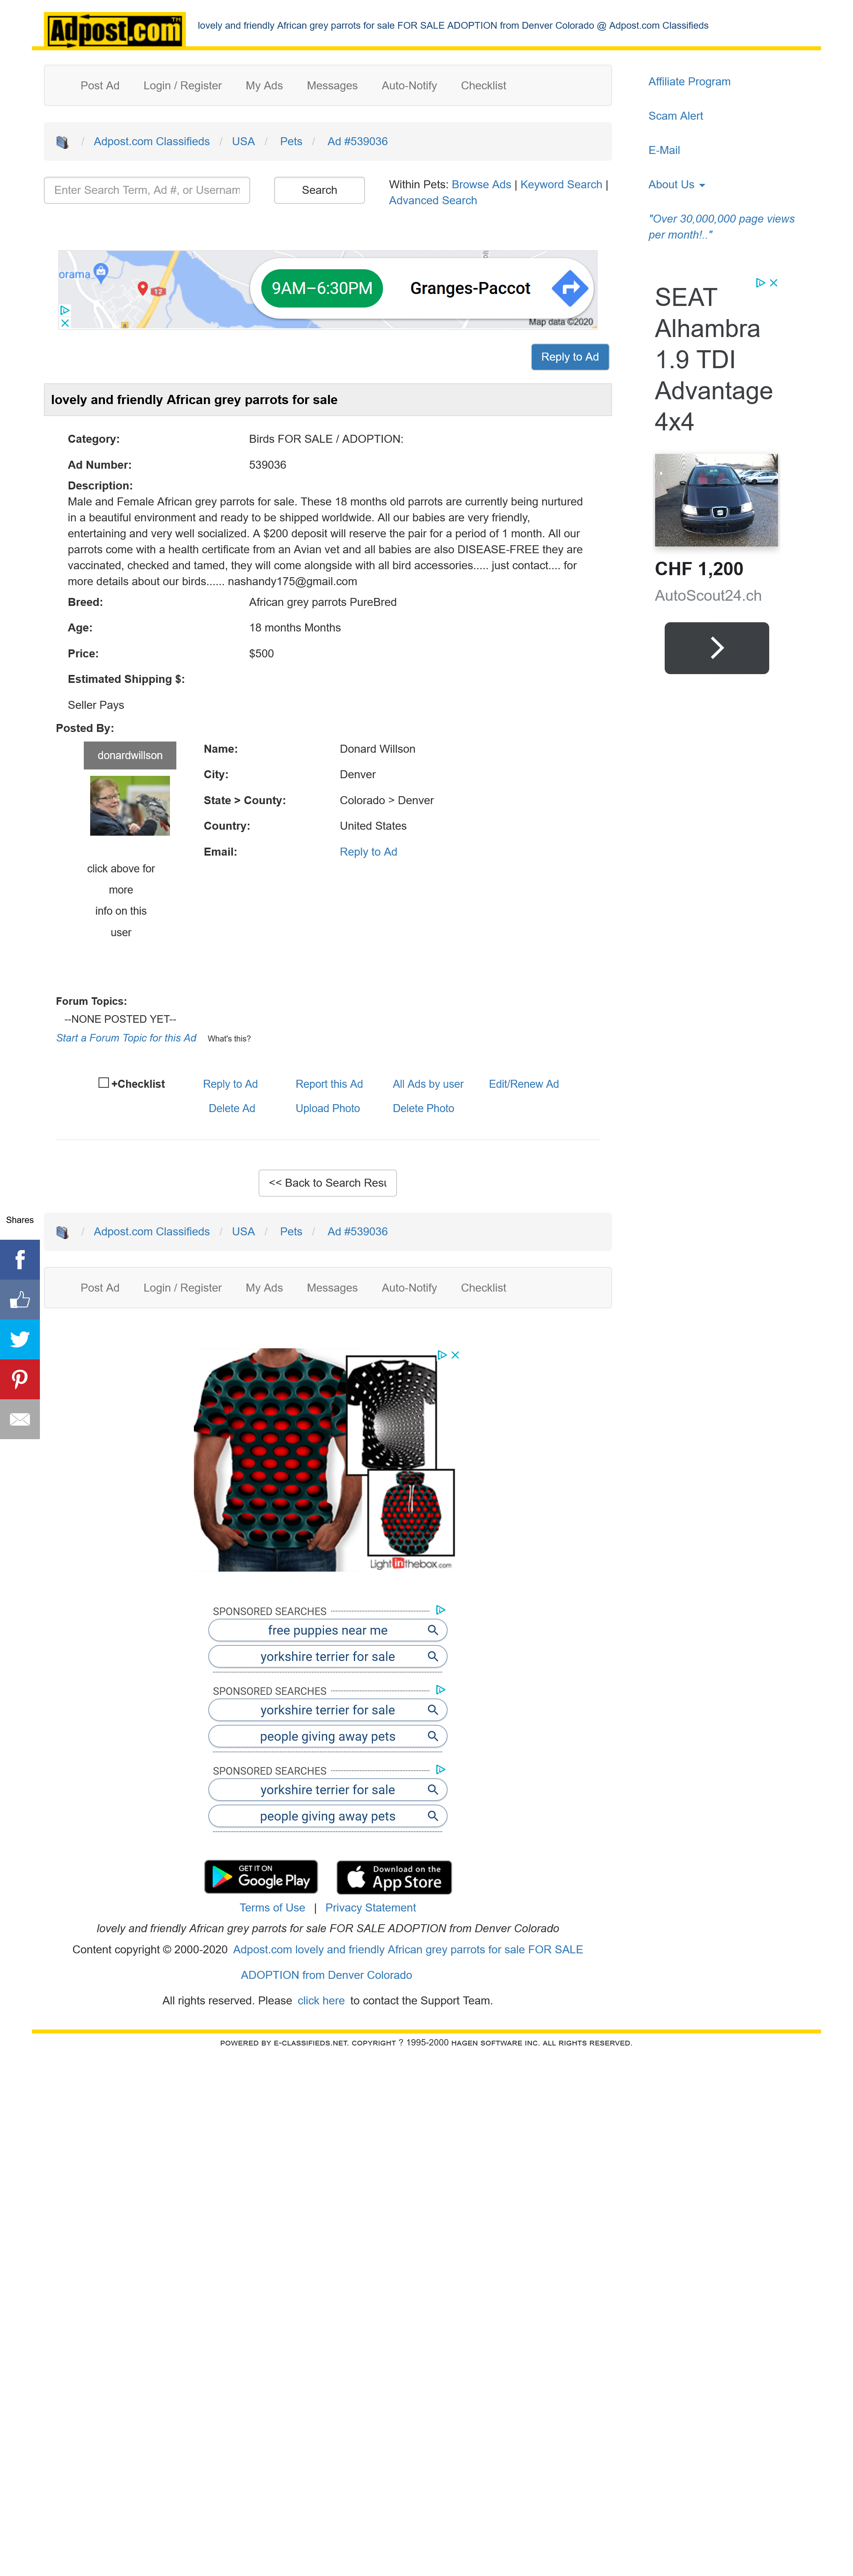 Adpost.com TM
lovely and friendly African grey parrots for sale FOR SALE ADOPTION from Denver Colorado @ Adpost.com Classifieds
Post Ad Login / Register My Ads Messages Auto-Notify Checklist
Affiliate Program
Scam Alert
E-Mail
About Us
"Over 30,000,000 page views
per month!.."
/ Adpost.com Classifieds / USA / Pets / Ad #539036
Enter Search Term, Ad #, or Usernam
Search
Within Pets: Browse Ads | Keyword Search |
Advanced Search
orama
12
9AM–6:30PM
Granges-Paccot
Map data ©2020
SEAT
Alhambra
1.9 TDI
Advantage
4x4
CHF 1,200
AutoScout24.ch
Reply to Ad
lovely and friendly African grey parrots for sale
Category: Birds FOR SALE / ADOPTION:
Ad Number: 539036
Description:
Male and Female African grey parrots for sale. These 18 months old parrots are currently being nurtured
in a beautiful environment and ready to be shipped worldwide. All our babies are very friendly,
entertaining and very well socialized. A $200 deposit will reserve the pair for a period of 1 month. All our
parrots come with a health certificate from an Avian vet and all babies are also DISEASE-FREE they are
vaccinated, checked and tamed, they will come alongside with all bird accessories..... just contact.... for
more details about our birds...... nashandy175@gmail.com
Breed: African grey parrots PureBred
Age: 18 months Months
Price: $500
Estimated Shipping $:
Seller Pays
Posted By:
donardwillson
click above for
more
info on this
user
Name: Donard Willson
City: Denver
State > County: Colorado > Denver
Country: United States
Email: Reply to Ad
Forum Topics:
--NONE POSTED YET--
Start a Forum Topic for this Ad What's this?
+Checklist Reply to Ad Report this Ad All Ads by user Edit/Renew Ad
Delete Ad Upload Photo Delete Photo
<< Back to Search Resu
Shares
/ Adpost.com Classifieds / USA / Pets / Ad #539036
Post Ad Login / Register My Ads Messages Auto-Notify Checklist
Lightinthebox.com
SPONSORED SEARCHES
free puppies near me
yorkshire terrier for sale
SPONSORED SEARCHES
yorkshire terrier for sale
people giving away pets
SPONSORED SEARCHES
yorkshire terrier for sale
people giving away pets
GET IT ON
Google Play
Download on the
App Store
Terms of Use | Privacy Statement
lovely and friendly African grey parrots for sale FOR SALE ADOPTION from Denver Colorado
Content copyright © 2000-2020 Adpost.com lovely and friendly African grey parrots for sale FOR SALE
ADOPTION from Denver Colorado
All rights reserved. Please click here to contact the Support Team.
POWERED BY E-CLASSIFIEDS.NET. COPYRIGHT ? 1995-2000 HAGEN SOFTWARE INC. ALL RIGHTS RESERVED.